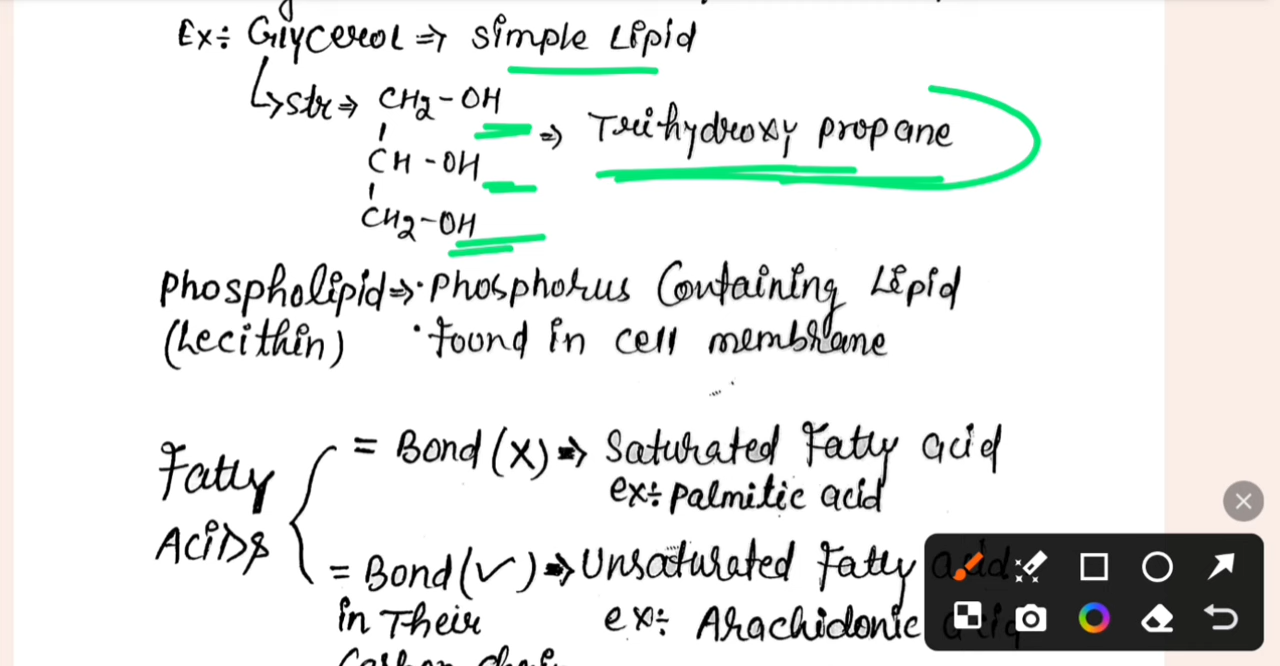 Ex÷ Glycerol ⇒ simple Lipid
↳str⇒ CH2-OH
CH-OH
CH2-OH
⇒ Trihydroxy propane
Phospholipid⇒ • Phosphorus Containing Lipid
(Lecithin) • found in cell membrane
Fatty Acids
= Bond (x) ⇒ Saturated Fatty acid
ex÷ palmitic acid
= Bond (✓) ⇒ Unsaturated Fatty acid
in Their ex÷ Arachidonic